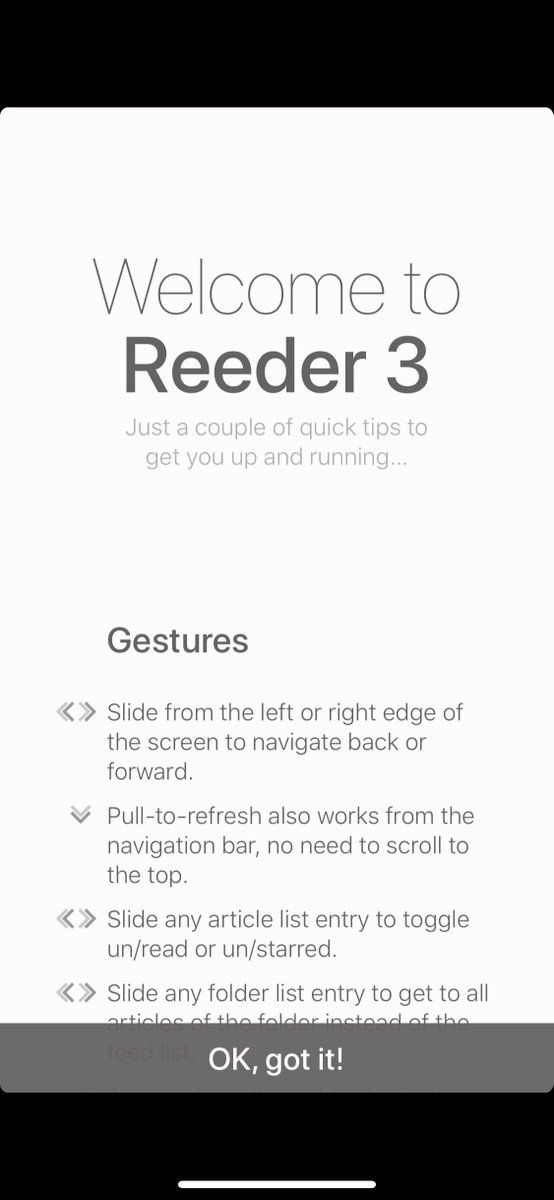 Welcome to
Reeder 3
Just a couple of quick tips to
get you up and running...
Gestures
Slide from the left or right edge of
the screen to navigate back or
forward.
Pull-to-refresh also works from the
navigation bar, no need to scroll to
the top.
Slide any article list entry to toggle
un/read or un/starred.
Slide any folder list entry to get to all
articles of the folder instead of the
feed list.
OK, got it!